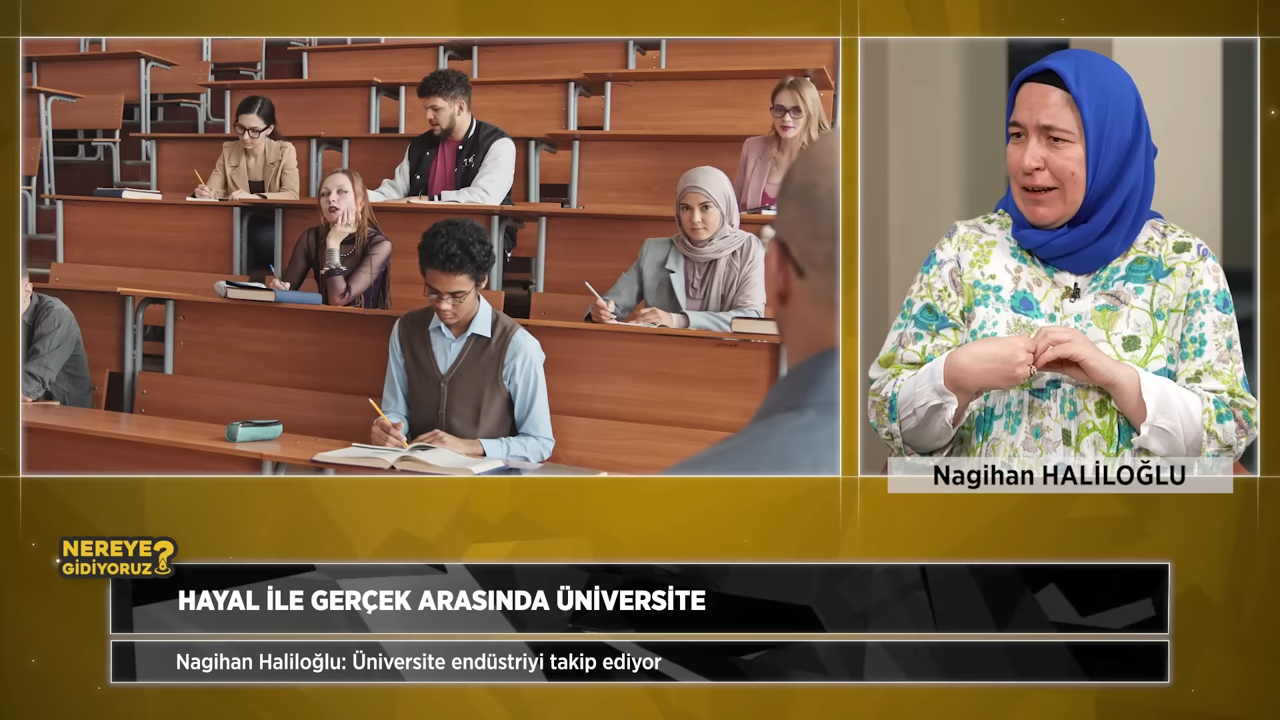 Nagihan HALİLOĞLU
NEREYE
GİDİYORUZ?
HAYAL İLE GERÇEK ARASINDA ÜNİVERSİTE
Nagihan Haliloğlu: Üniversite endüstriyi takip ediyor